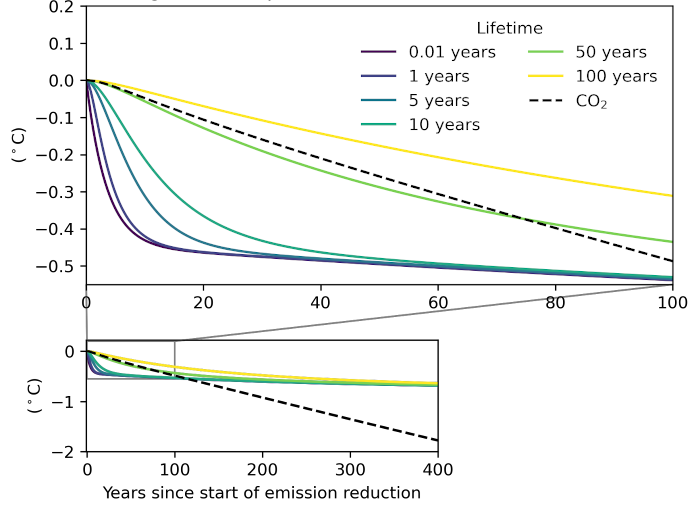 0.2
0.1
0.0
−0.1
−0.2
−0.3
−0.4
−0.5
(°C)
Lifetime
0.01 years
1 years
5 years
10 years
50 years
100 years
CO₂
0 20 40 60 80 100
0
−1
−2
(°C)
0 100 200 300 400
Years since start of emission reduction